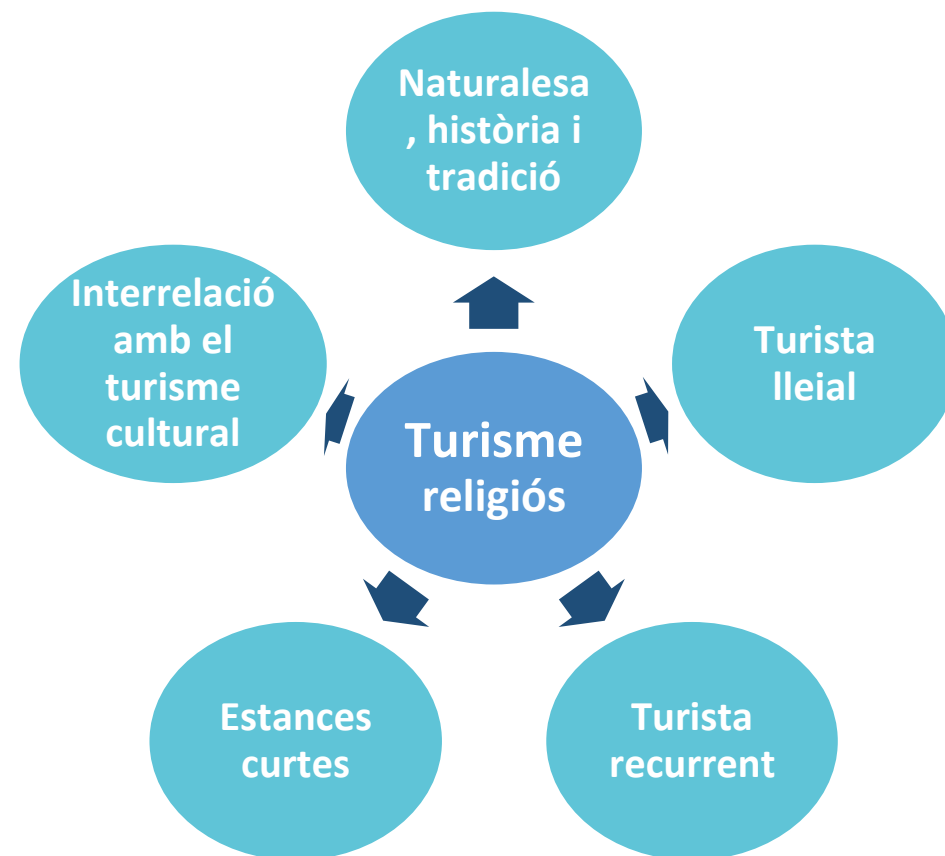 Naturalesa
, història i
tradició
Interrelació
amb el
turisme
cultural
Turista
lleial
Turisme
religiós
Estances
curtes
Turista
recurrent